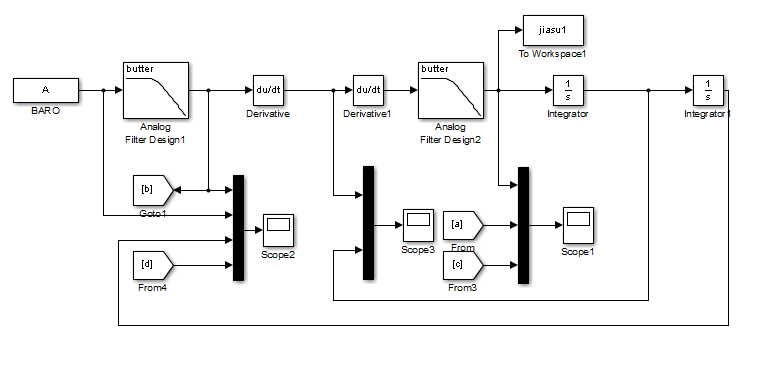 jiasu1
To Workspace1
butter
butter
A
du/dt
du/dt
1
s
1
s
BARO
Analog
Filter Design1
Derivative
Derivative1
Analog
Filter Design2
Integrator
Integrator1
[b]
Goto1
[a]
From
Scope2
Scope3
Scope1
[d]
From4
[c]
From3